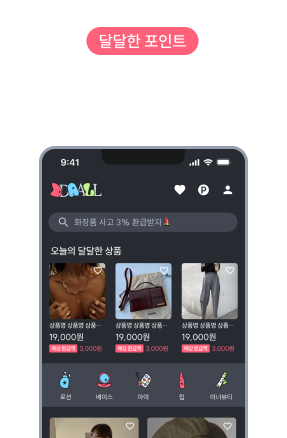 달달한 포인트
9:41
DRALL
P
화장품 사고 3% 환급받자
오늘의 달달한 상품
상품명 상품명 상품… 상품명 상품명 상품… 상품명 상품명 상품…
19,000원 19,000원 19,000원
예상 환급액 3,000원 예상 환급액 3,000원 예상 환급액 3,000원
로션 베이스 아이 립 이너뷰티